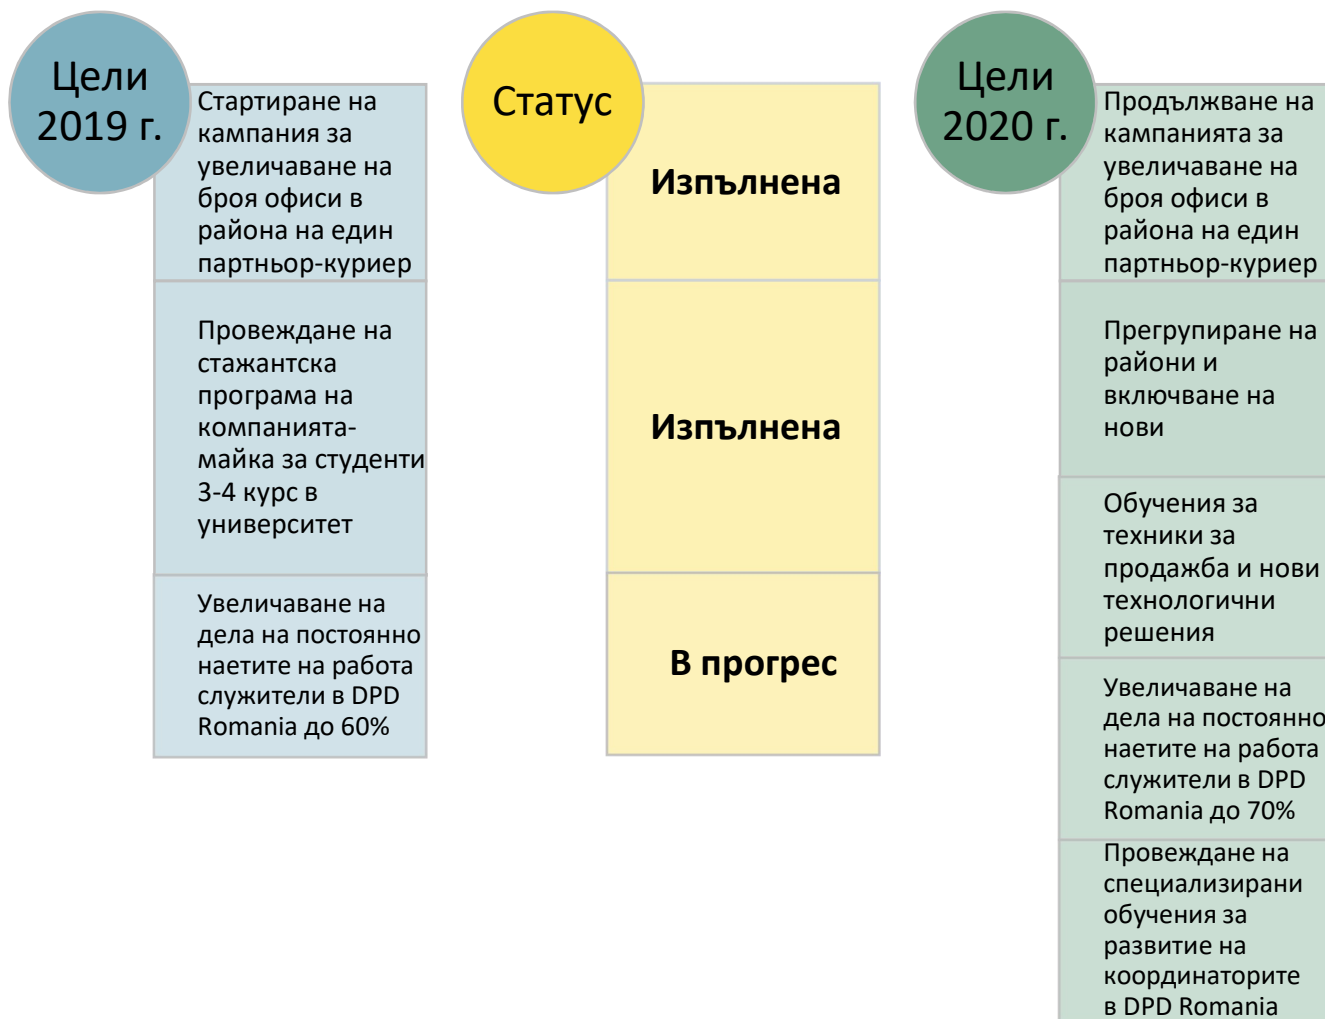 Цели
2019 г.
Стартиране на
кампания за
увеличаване на
броя офиси в
района на един
партньор-куриер
Провеждане на
стажантска
програма на
компанията-
майка за студенти
3-4 курс в
университет
Увеличаване на
дела на постоянно
наетите на работа
служители в DPD
Romania до 60%
Статус
Изпълнена
Изпълнена
В прогрес
Цели
2020 г.
Продължване на
кампанията за
увеличаване на
броя офиси в
района на един
партньор-куриер
Прегрупиране на
райони и
включване на
нови
Обучения за
техники за
продажба и нови
технологични
решения
Увеличаване на
дела на постоянно
наетите на работа
служители в DPD
Romania до 70%
Провеждане на
специализирани
обучения за
развитие на
координаторите
в DPD Romania